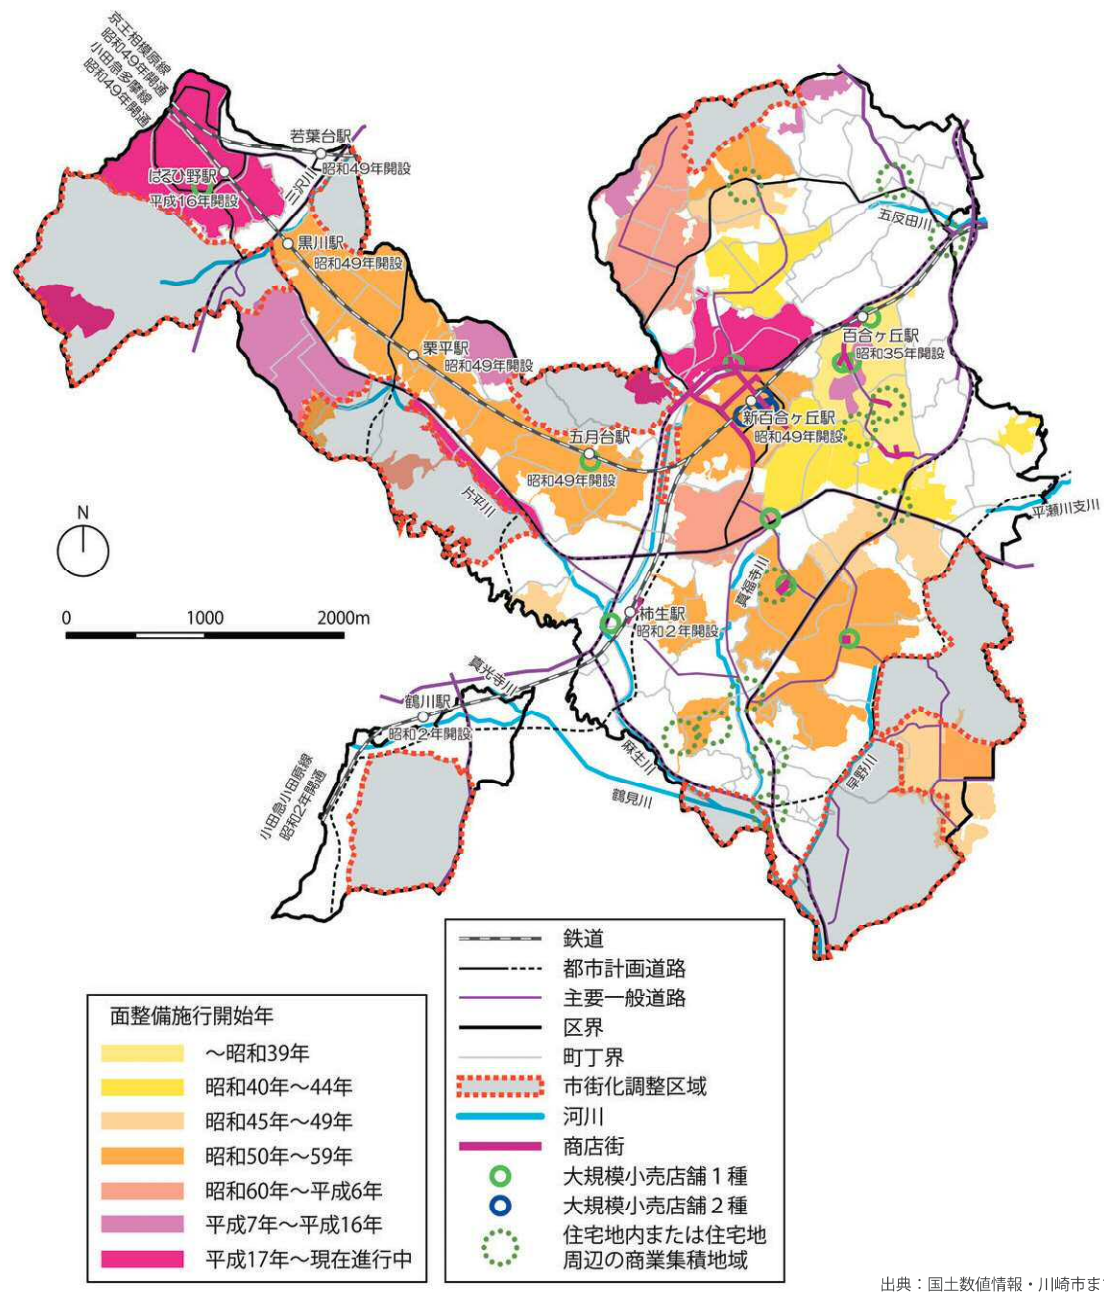 京王相模原線
昭和49年開通
小田急多摩線
昭和49年開通
若葉台駅
昭和49年開設
はるひ野駅
平成16年開設
三沢川
黒川駅
昭和49年開設
栗平駅
昭和49年開設
五月台駅
昭和49年開設
片平川
五反田川
百合ヶ丘駅
昭和35年開設
新百合ヶ丘駅
昭和49年開設
平瀬川支川
真福寺川
柿生駅
昭和2年開設
真光寺川
鶴川駅
昭和2年開設
麻生川
鶴見川
早野川
小田急小田原線
昭和2年開通
N
0 1000 2000m
面整備施行開始年
～昭和39年
昭和40年～44年
昭和45年～49年
昭和50年～59年
昭和60年～平成6年
平成7年～平成16年
平成17年～現在進行中
鉄道
都市計画道路
主要一般道路
区界
町丁界
市街化調整区域
河川
商店街
大規模小売店舗1種
大規模小売店舗2種
住宅地内または住宅地
周辺の商業集積地域
出典：国土数値情報・川崎市ま